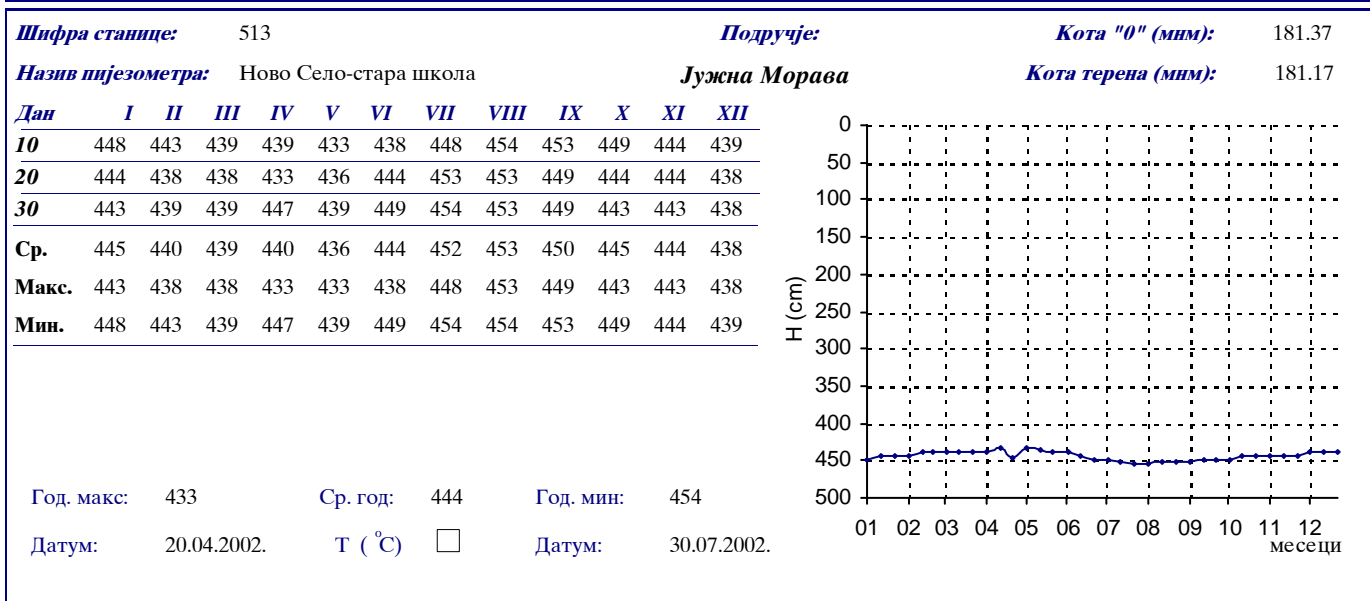 Шифра станице: 513 Подручје: Кота "0" (мнм): 181.37
Назив пијезометра: Ново Село-стара школа Јужна Морава Кота терена (мнм): 181.17
Дан I II III IV V VI VII VIII IX X XI XII
10 448 443 439 439 433 438 448 454 453 449 444 439
20 444 438 438 433 436 444 453 453 449 444 444 438
30 443 439 439 447 439 449 454 453 449 443 443 438
Ср. 445 440 439 440 436 444 452 453 450 445 444 438
Макс. 443 438 438 433 433 438 448 453 449 443 443 438
Мин. 448 443 439 447 439 449 454 454 453 449 444 439
Год. макс: 433 Ср. год: 444 Год. мин: 454
Датум: 20.04.2002. Т ( °C) Датум: 30.07.2002.
H (cm)
0
50
100
150
200
250
300
350
400
450
500
01 02 03 04 05 06 07 08 09 10 11 12
месеци